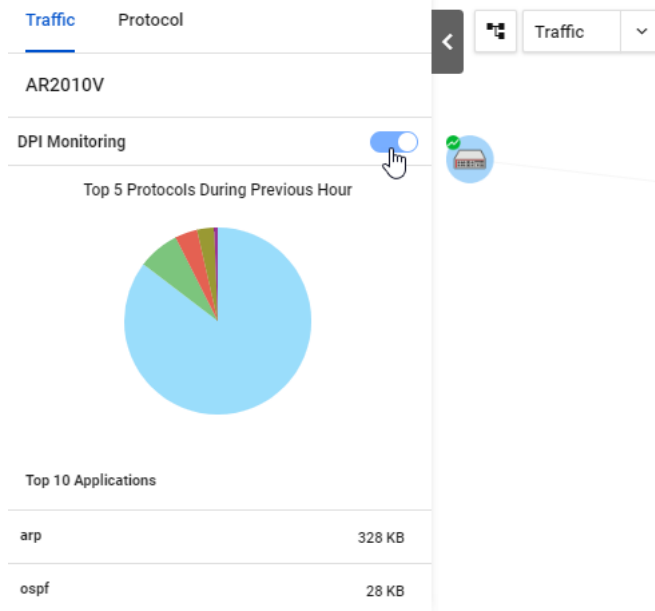 Traffic Protocol
Traffic
AR2010V
DPI Monitoring
Top 5 Protocols During Previous Hour
Top 10 Applications
arp 328 KB
ospf 28 KB